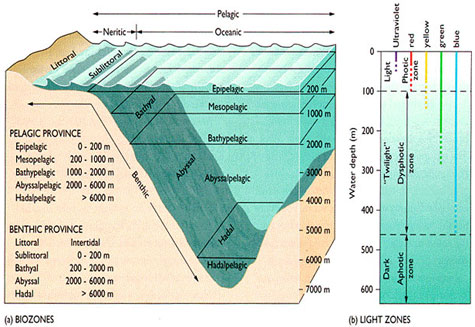 Pelagic
Neritic Oceanic
Littoral
Sublittoral
Bathyal
Abyssal
Hadal
Benthic
Epipelagic 200 m
Mesopelagic 1000 m
Bathypelagic 2000 m
Abyssalpelagic
3000 m
4000 m
5000 m
Hadalpelagic 6000 m
7000 m
PELAGIC PROVINCE
Epipelagic 0 - 200 m
Mesopelagic 200 - 1000 m
Bathypelagic 1000 - 2000 m
Abyssalpelagic 2000 - 6000 m
Hadalpelagic > 6000 m
BENTHIC PROVINCE
Littoral Intertidal
Sublittoral 0 - 200 m
Bathyal 200 - 2000 m
Abyssal 2000 - 6000 m
Hadal > 6000 m
(a) BIOZONES
Ultraviolet
red
yellow
green
blue
Water depth (m)
0
100
200
300
400
500
600
Light
Photic zone
"Twilight"
Dysphotic zone
Dark
Aphotic zone
(b) LIGHT ZONES